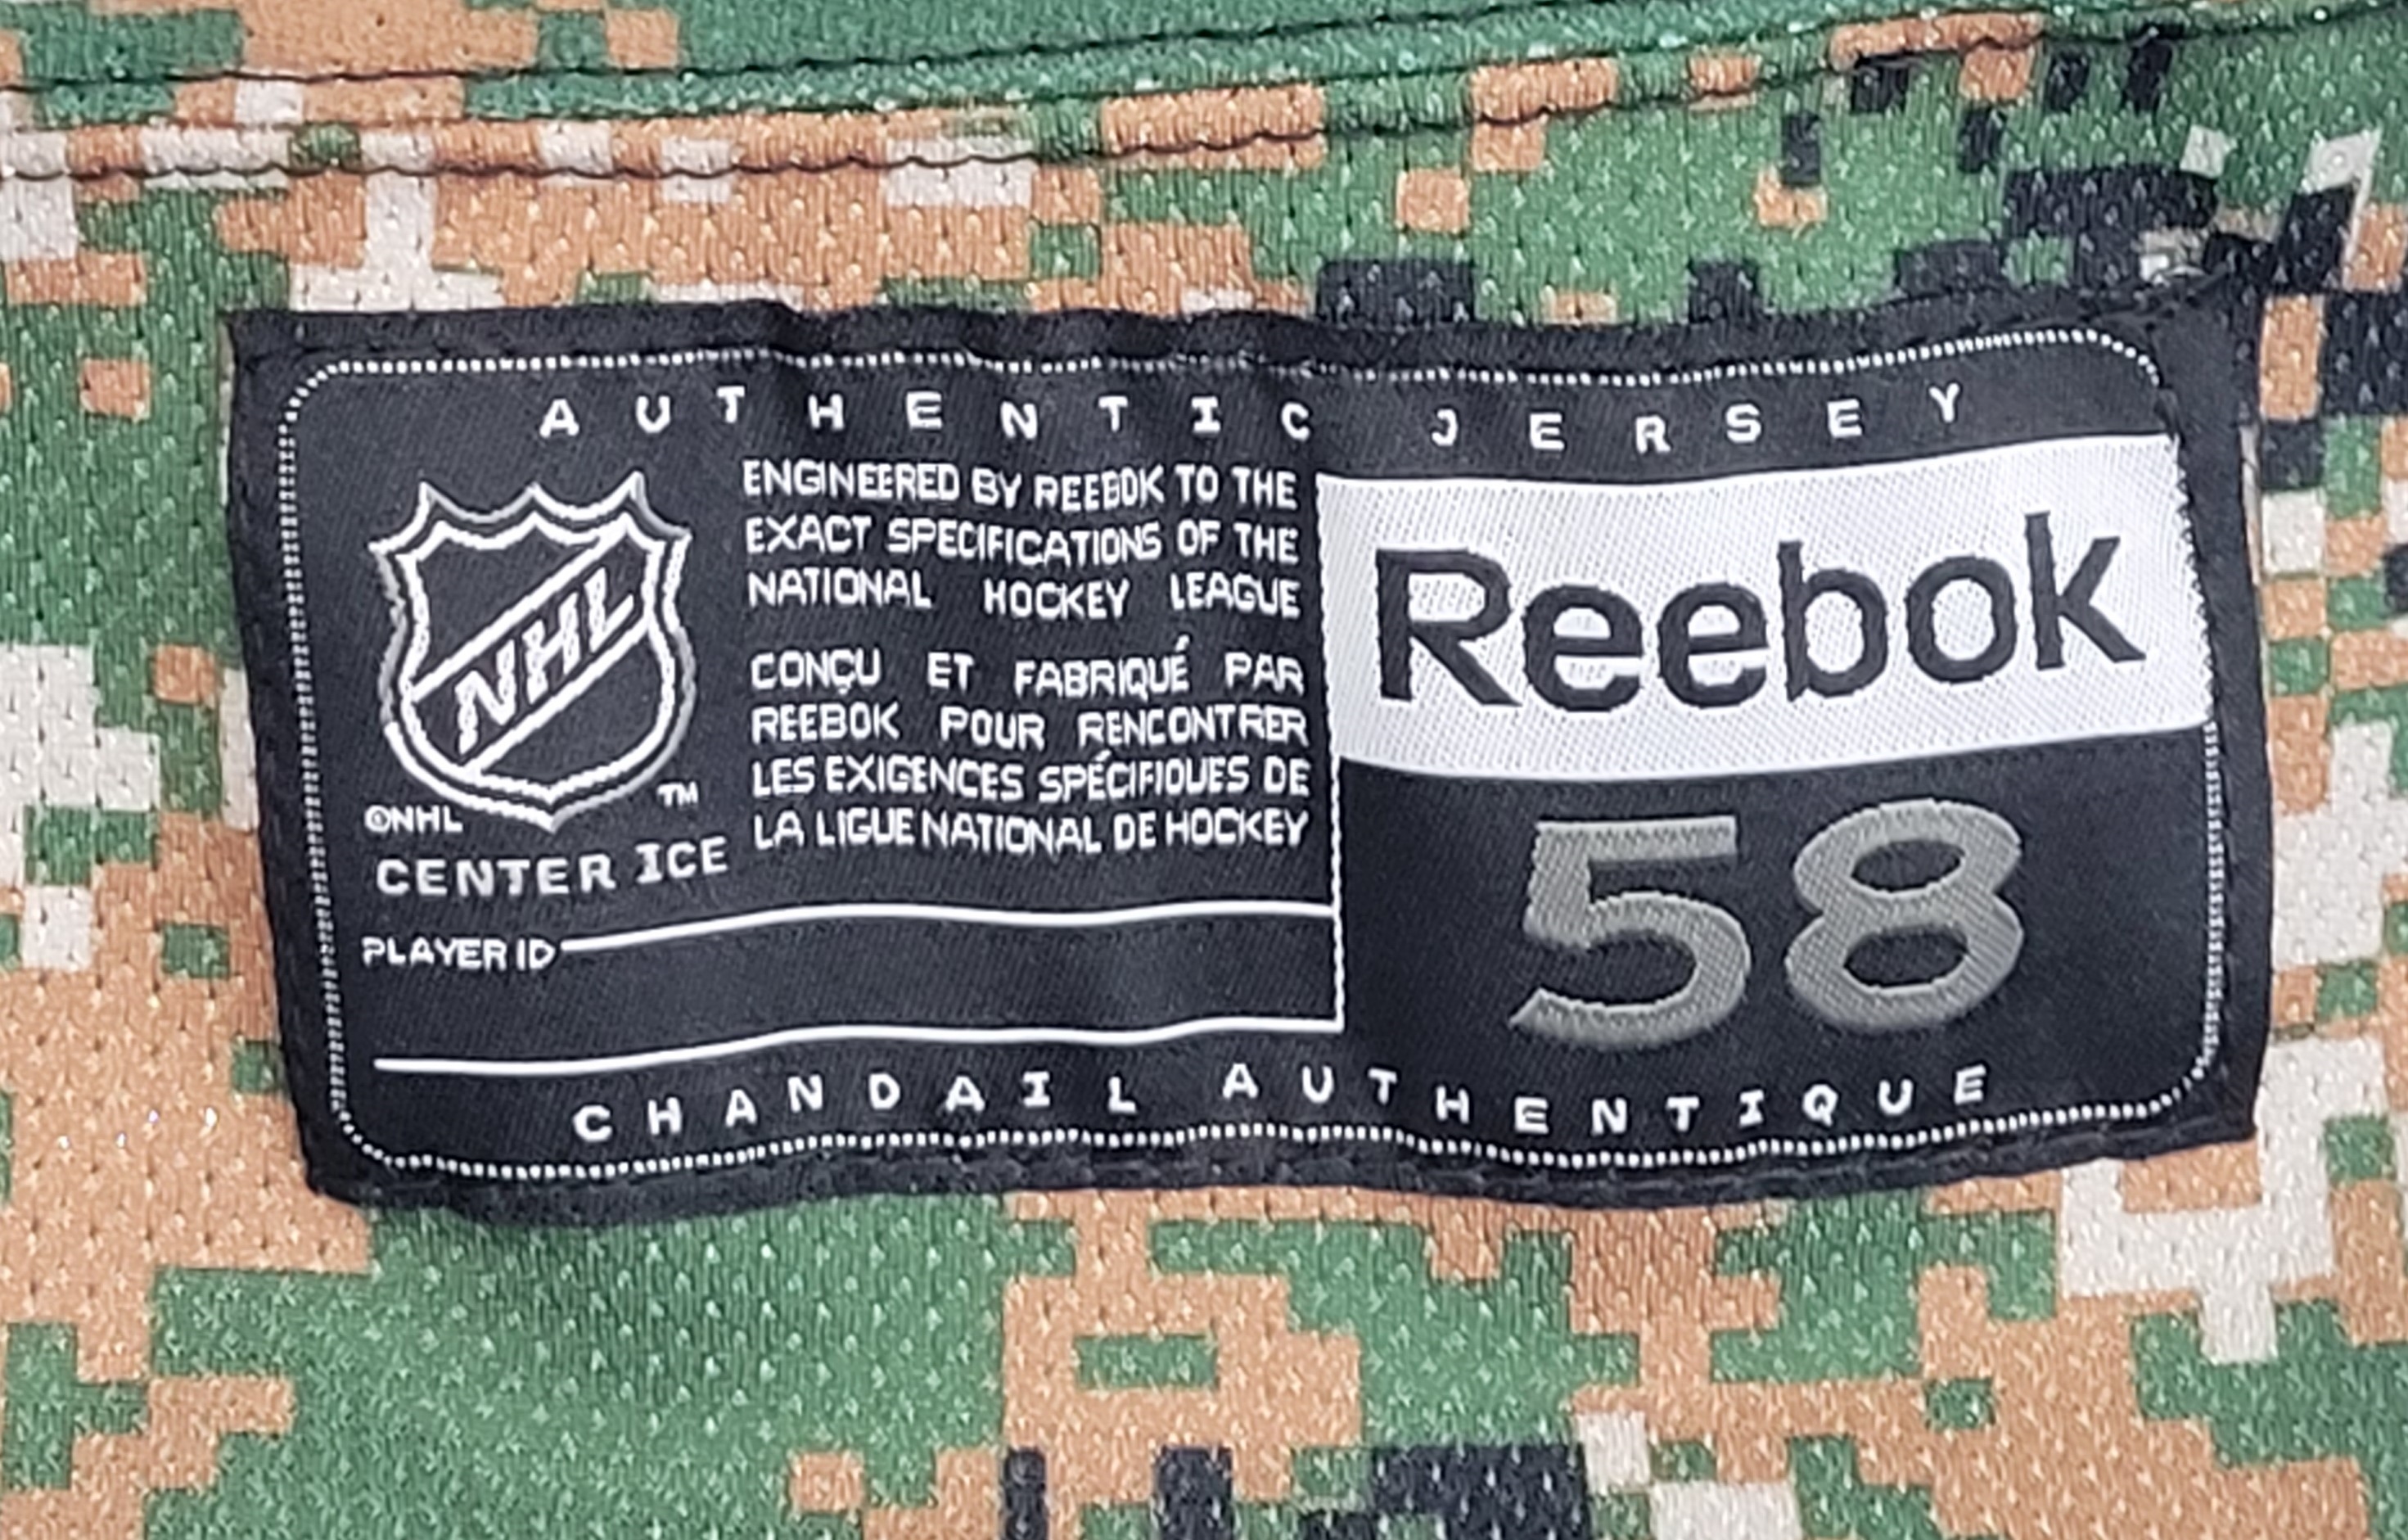 AUTHENTIC JERSEY
NHL
TM
©NHL
CENTER ICE
ENGINEERED BY REEBOK TO THE
EXACT SPECIFICATIONS OF THE
NATIONAL HOCKEY LEAGUE
CONÇU ET FABRIQUÉ PAR
REEBOK POUR RENCONTRER
LES EXIGENCES SPÉCIFIQUES DE
LA LIGUE NATIONAL DE HOCKEY
Reebok
58
PLAYER ID
CHANDAIL AUTHENTIQUE